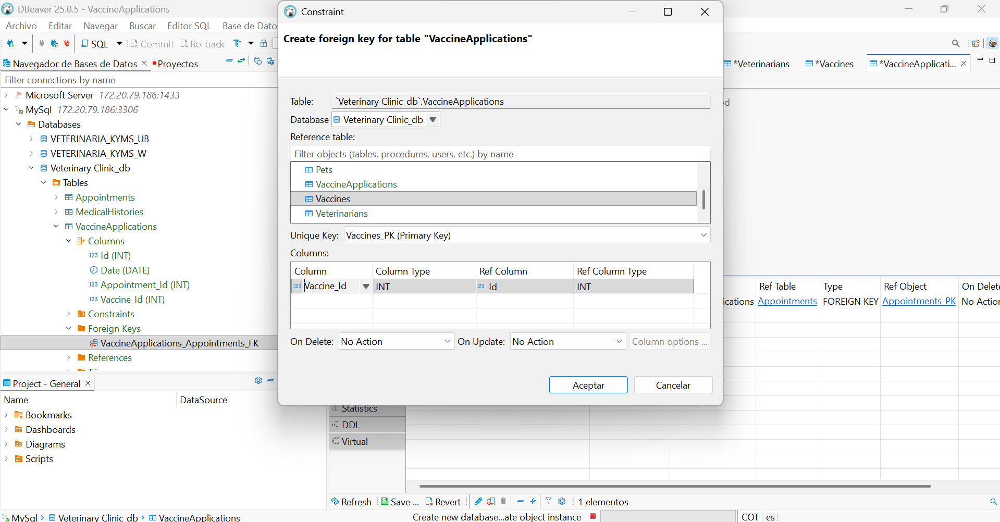 DBeaver 25.0.5 - VaccineApplications
Archivo Editar Navegar Buscar Editor SQL
SQL Commit Rollback
Navegador de Bases de Datos Proyectos
Filter connections by name
Microsoft Server 172.20.79.186:1433
MySql 172.20.79.186:3306
Databases
VETERINARIA_KYMS_UB
VETERINARIA_KYMS_W
Veterinary Clinic_db
Tables
Appointments
MedicalHistories
VaccineApplications
Columns
123 Id (INT)
Date (DATE)
123 Appointment_Id (INT)
123 Vaccine_Id (INT)
Constraints
Foreign Keys
VaccineApplications_Appointments_FK
References
Project - General
Name DataSource
Bookmarks
Dashboards
Diagrams
Scripts
Constraint
Create foreign key for table "VaccineApplications"
Table: `Veterinary Clinic_db`.VaccineApplications
Database Veterinary Clinic_db
Reference table:
Filter objects (tables, procedures, users, etc.) by name
Pets
VaccineApplications
Vaccines
Veterinarians
Unique Key: Vaccines_PK (Primary Key)
Columns:
Column Column Type Ref Column Ref Column Type
123 Vaccine_Id INT 123 Id INT
On Delete: No Action On Update: No Action Column options ...
Aceptar Cancelar
*Veterinarians *Vaccines *VaccineApplicati...
Ref Table Type Ref Object On Delete
Appointments FOREIGN KEY Appointments_PK
Statistics
DDL
Virtual
Refresh Save ... Revert 1 elementos
MySql Veterinary Clinic_db VaccineApplications Create new database...ate object instance COT es